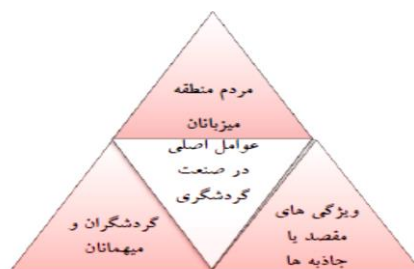 مردم منطقه
میزبانان
عوامل اصلی
در صنعت
گردشگری
گردشگران و
میهمانان
ویژگی های
مقصد یا
جاذبه ها